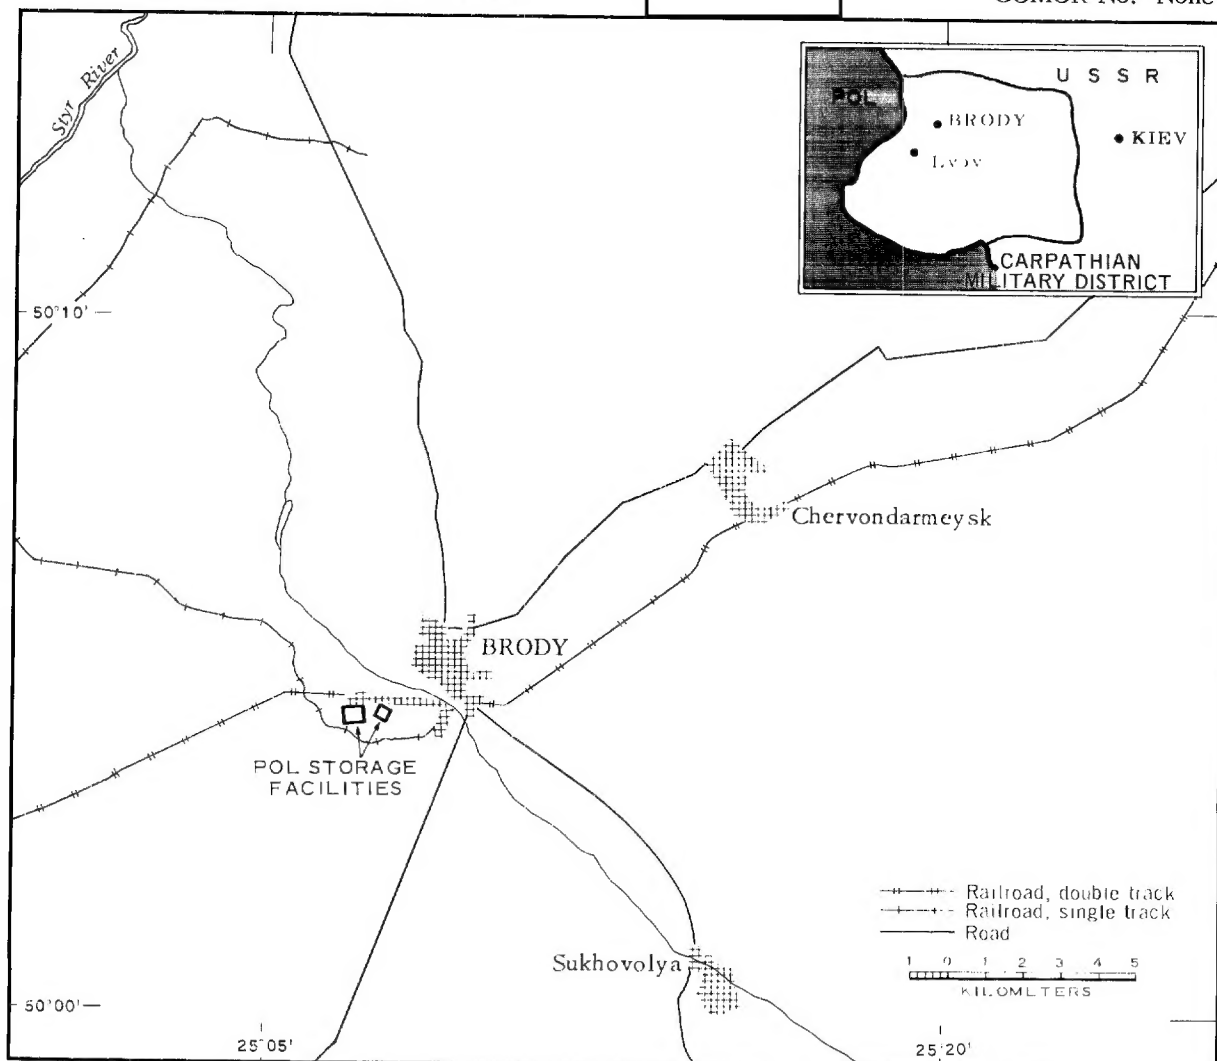 COMOR No. None
Styr River
POL
U S S R
BRODY
KIEV
Lvov
CARPATHIAN
MILITARY DISTRICT
50°10'
Chervondarmeysk
BRODY
POL STORAGE
FACILITIES
Railroad, double track
Railroad, single track
Road
Sukhovolya
1 0 1 2 3 4 5
KILOMETERS
50°00'
25°05'
25°20'